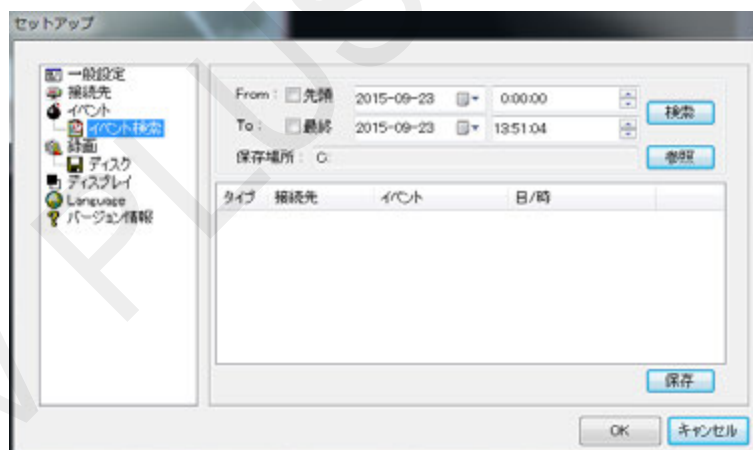 セットアップ
一般設定
接続先
イベント
イベント検索
録画
ディスク
ディスプレイ
Language
バージョン情報
From : 先頭 2015-09-23 0:00:00 検索
To : 最終 2015-09-23 13:51:04
保存場所 : C: 参照
タイプ 接続先 イベント 日/時
保存
OK キャンセル
PLUS